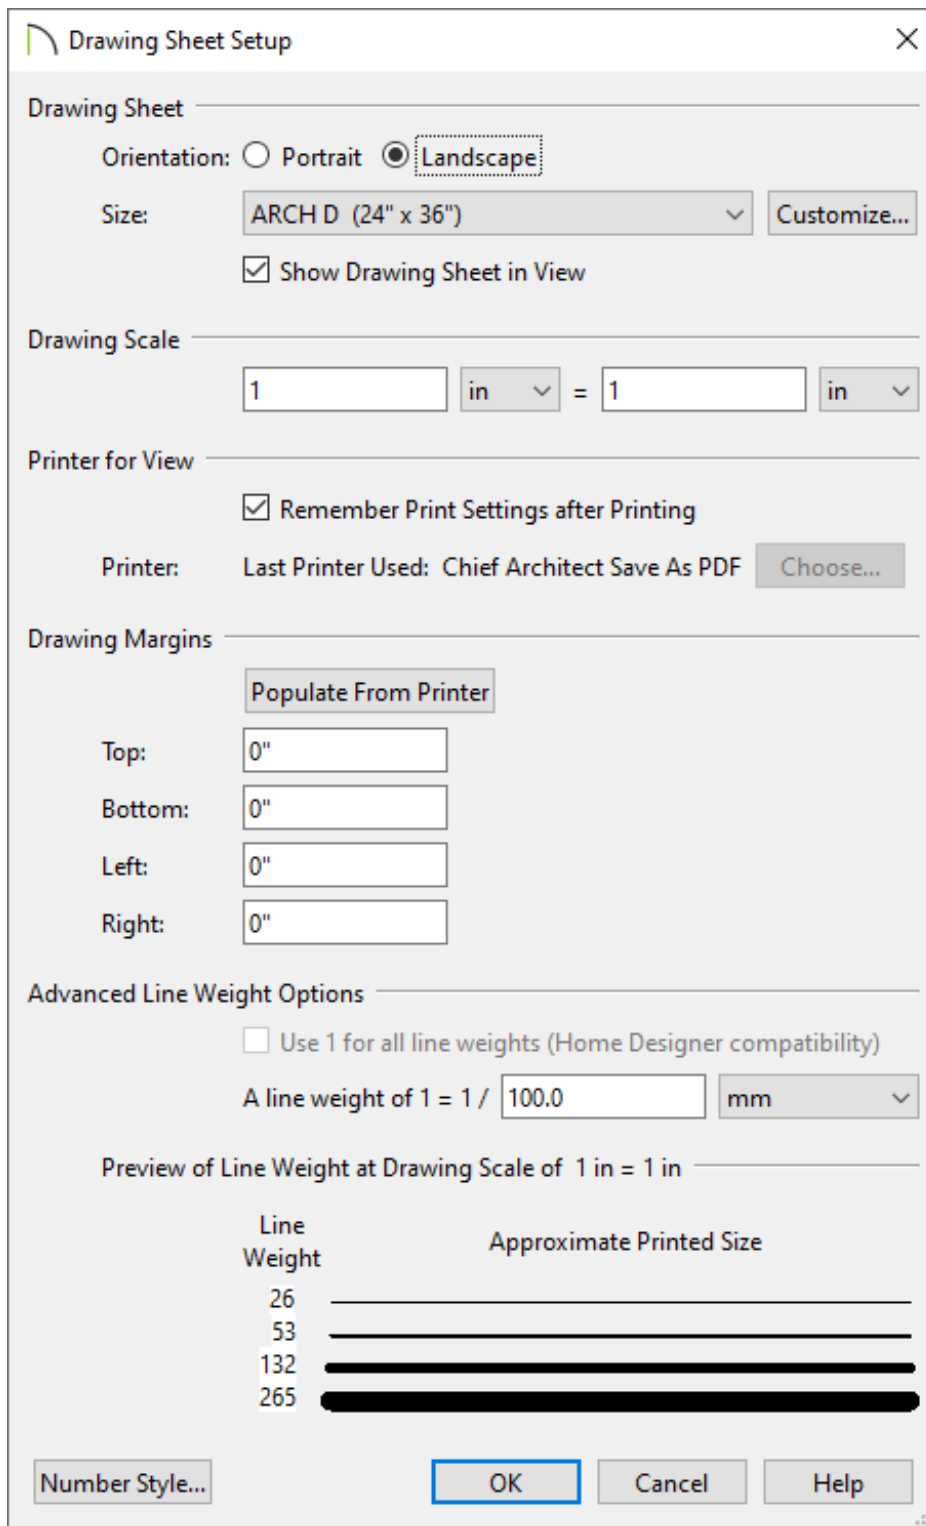 Drawing Sheet Setup
Drawing Sheet
Orientation: Portrait Landscape
Size: ARCH D (24" x 36") Customize...
Show Drawing Sheet in View
Drawing Scale
1 in = 1 in
Printer for View
Remember Print Settings after Printing
Printer: Last Printer Used: Chief Architect Save As PDF Choose...
Drawing Margins
Populate From Printer
Top: 0"
Bottom: 0"
Left: 0"
Right: 0"
Advanced Line Weight Options
Use 1 for all line weights (Home Designer compatibility)
A line weight of 1 = 1 / 100.0 mm
Preview of Line Weight at Drawing Scale of 1 in = 1 in
Line
Weight
Approximate Printed Size
26
53
132
265
Number Style... OK Cancel Help